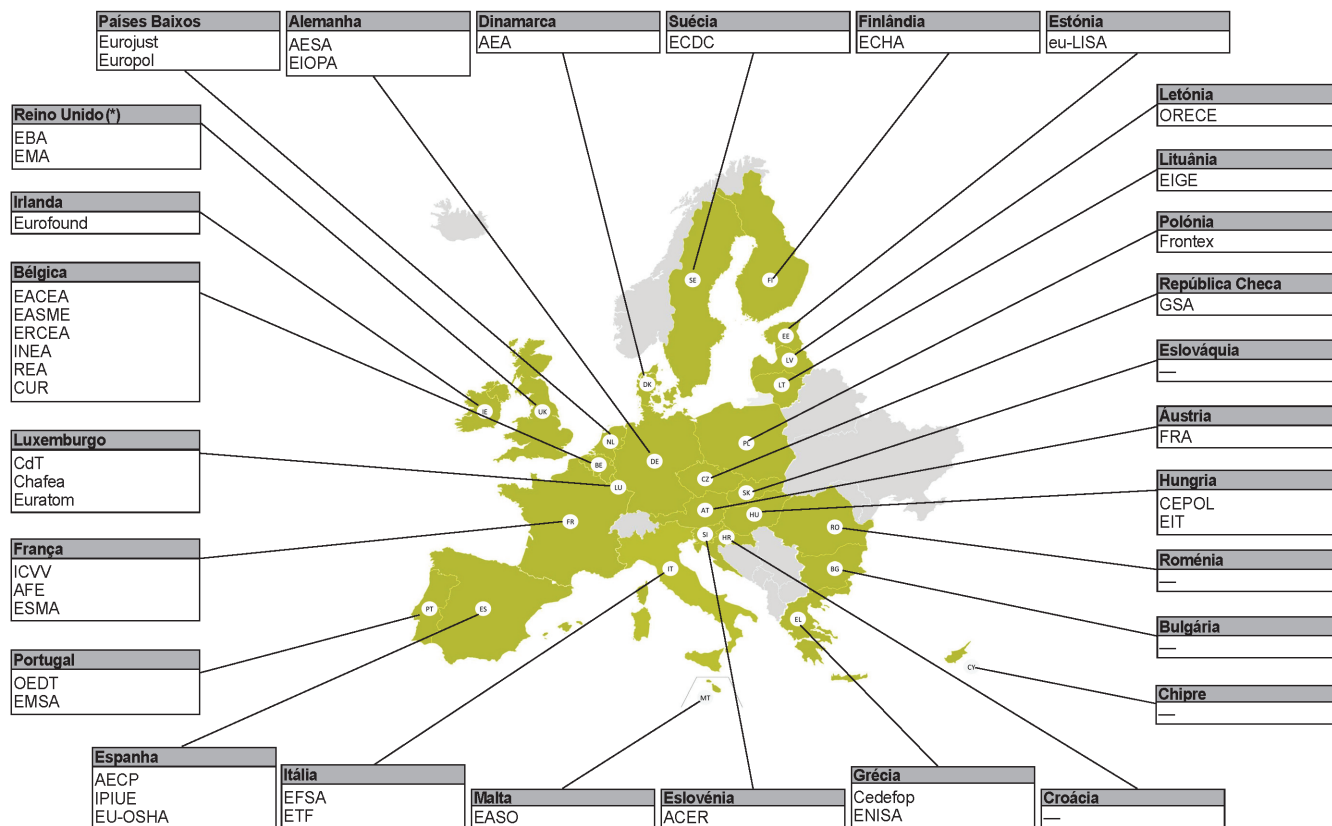 Países Baixos
Eurojust
Europol
Alemanha
AESA
EIOPA
Dinamarca
AEA
Suécia
ECDC
Finlândia
ECHA
Estónia
eu-LISA
Reino Unido (*)
EBA
EMA
Irlanda
Eurofound
Bélgica
EACEA
EASME
ERCEA
INEA
REA
CUR
Luxemburgo
CdT
Chafea
Euratom
França
ICVV
AFE
ESMA
Portugal
OEDT
EMSA
Letónia
ORECE
Lituânia
EIGE
Polónia
Frontex
República Checa
GSA
Eslováquia
—
Áustria
FRA
Hungria
CEPOL
EIT
Roménia
—
Bulgária
—
Chipre
—
SE
FI
EE
LV
LT
DK
IE
UK
NL
PL
BE
DE
CZ
LU
SK
AT
HU
FR
RO
SI
HR
IT
BG
PT
ES
EL
CY
MT
Espanha
AECP
IPIUE
EU-OSHA
Itália
EFSA
ETF
Malta
EASO
Eslovénia
ACER
Grécia
Cedefop
ENISA
Croácia
—